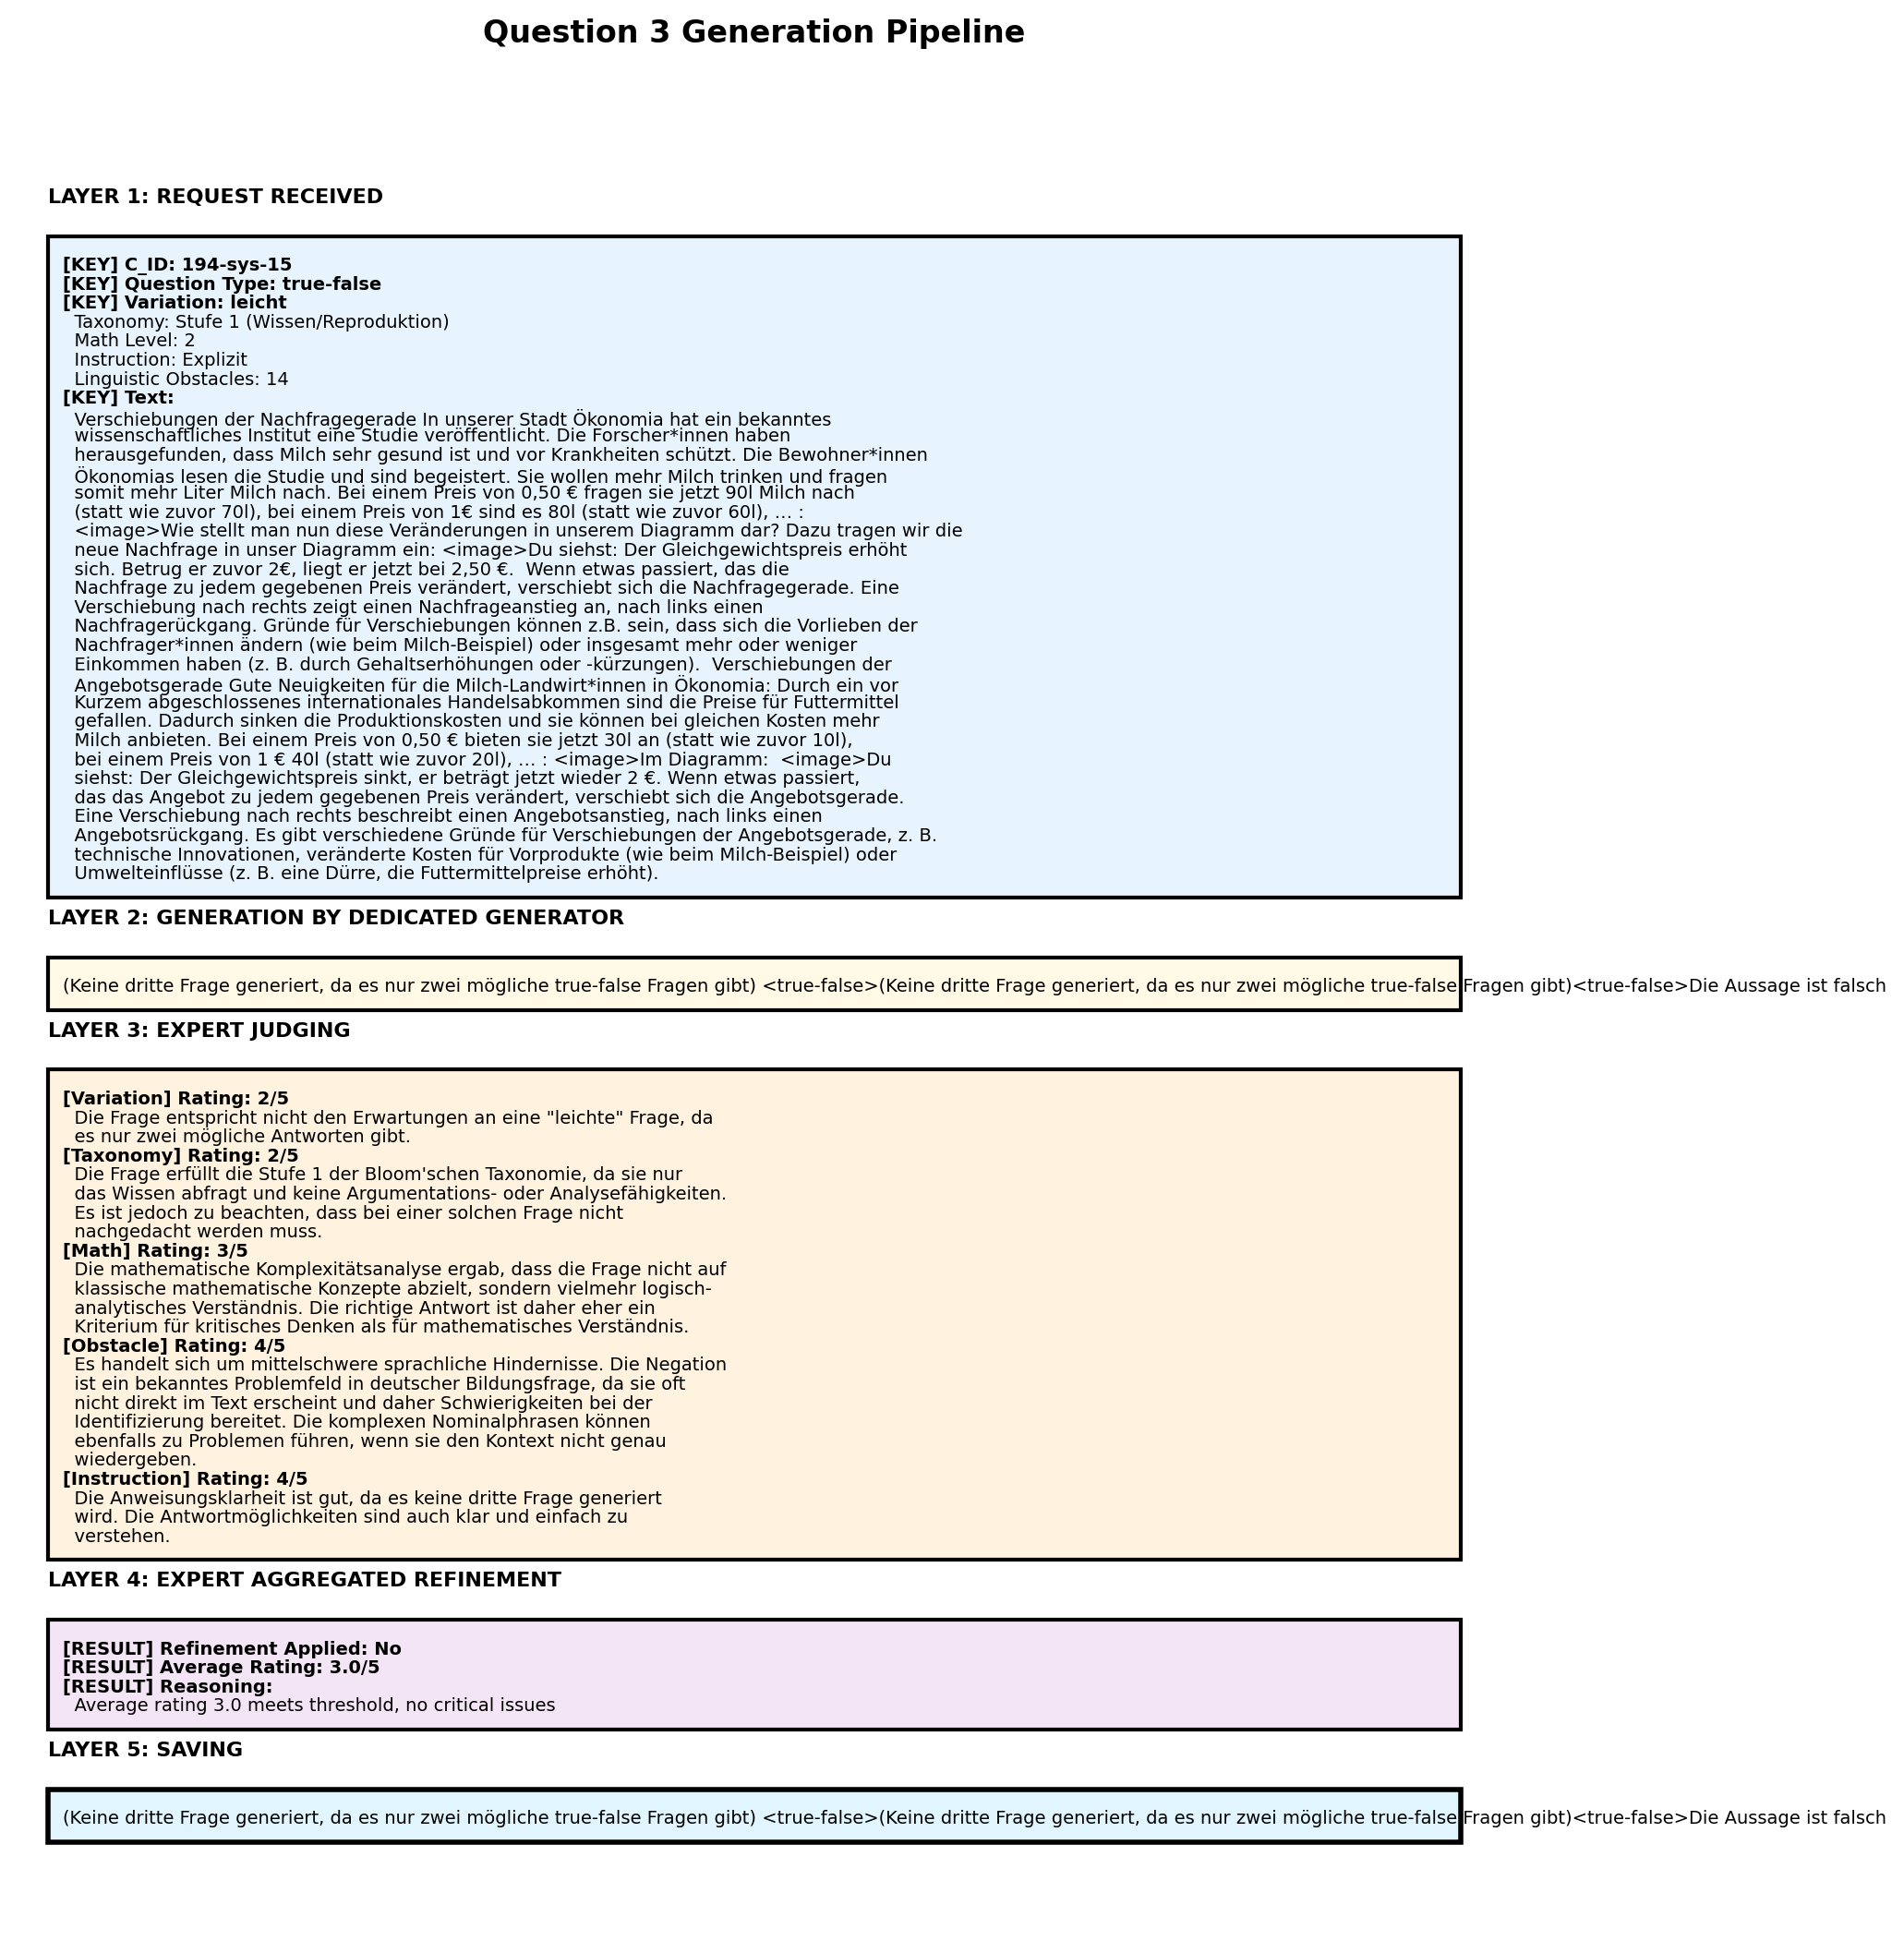 Question 3 Generation Pipeline
LAYER 1: REQUEST RECEIVED
[KEY] C_ID: 194-sys-15
[KEY] Question Type: true-false
[KEY] Variation: leicht
Taxonomy: Stufe 1 (Wissen/Reproduktion)
Math Level: 2
Instruction: Explizit
Linguistic Obstacles: 14
[KEY] Text:
Verschiebungen der Nachfragegerade In unserer Stadt Ökonomia hat ein bekanntes
wissenschaftliches Institut eine Studie veröffentlicht. Die Forscher*innen haben
herausgefunden, dass Milch sehr gesund ist und vor Krankheiten schützt. Die Bewohner*innen
Ökonomias lesen die Studie und sind begeistert. Sie wollen mehr Milch trinken und fragen
somit mehr Liter Milch nach. Bei einem Preis von 0,50 € fragen sie jetzt 90l Milch nach
(statt wie zuvor 70l), bei einem Preis von 1€ sind es 80l (statt wie zuvor 60l), … :
<image>Wie stellt man nun diese Veränderungen in unserem Diagramm dar? Dazu tragen wir die
neue Nachfrage in unser Diagramm ein: <image>Du siehst: Der Gleichgewichtspreis erhöht
sich. Betrug er zuvor 2€, liegt er jetzt bei 2,50 €.  Wenn etwas passiert, das die
Nachfrage zu jedem gegebenen Preis verändert, verschiebt sich die Nachfragegerade. Eine
Verschiebung nach rechts zeigt einen Nachfrageanstieg an, nach links einen
Nachfragerückgang. Gründe für Verschiebungen können z.B. sein, dass sich die Vorlieben der
Nachfrager*innen ändern (wie beim Milch-Beispiel) oder insgesamt mehr oder weniger
Einkommen haben (z. B. durch Gehaltserhöhungen oder -kürzungen).  Verschiebungen der
Angebotsgerade Gute Neuigkeiten für die Milch-Landwirt*innen in Ökonomia: Durch ein vor
Kurzem abgeschlossenes internationales Handelsabkommen sind die Preise für Futtermittel
gefallen. Dadurch sinken die Produktionskosten und sie können bei gleichen Kosten mehr
Milch anbieten. Bei einem Preis von 0,50 € bieten sie jetzt 30l an (statt wie zuvor 10l),
bei einem Preis von 1 € 40l (statt wie zuvor 20l), … : <image>Im Diagramm:  <image>Du
siehst: Der Gleichgewichtspreis sinkt, er beträgt jetzt wieder 2 €. Wenn etwas passiert,
das das Angebot zu jedem gegebenen Preis verändert, verschiebt sich die Angebotsgerade.
Eine Verschiebung nach rechts beschreibt einen Angebotsanstieg, nach links einen
Angebotsrückgang. Es gibt verschiedene Gründe für Verschiebungen der Angebotsgerade, z. B.
technische Innovationen, veränderte Kosten für Vorprodukte (wie beim Milch-Beispiel) oder
Umwelteinflüsse (z. B. eine Dürre, die Futtermittelpreise erhöht).
LAYER 2: GENERATION BY DEDICATED GENERATOR
(Keine dritte Frage generiert, da es nur zwei mögliche true-false Fragen gibt) <true-false>(Keine dritte Frage generiert, da es nur zwei mögliche true-false Fragen gibt)<true-false>Die Aussage ist falsch
LAYER 3: EXPERT JUDGING
[Variation] Rating: 2/5
Die Frage entspricht nicht den Erwartungen an eine "leichte" Frage, da
es nur zwei mögliche Antworten gibt.
[Taxonomy] Rating: 2/5
Die Frage erfüllt die Stufe 1 der Bloom'schen Taxonomie, da sie nur
das Wissen abfragt und keine Argumentations- oder Analysefähigkeiten.
Es ist jedoch zu beachten, dass bei einer solchen Frage nicht
nachgedacht werden muss.
[Math] Rating: 3/5
Die mathematische Komplexitätsanalyse ergab, dass die Frage nicht auf
klassische mathematische Konzepte abzielt, sondern vielmehr logisch-
analytisches Verständnis. Die richtige Antwort ist daher eher ein
Kriterium für kritisches Denken als für mathematisches Verständnis.
[Obstacle] Rating: 4/5
Es handelt sich um mittelschwere sprachliche Hindernisse. Die Negation
ist ein bekanntes Problemfeld in deutscher Bildungsfrage, da sie oft
nicht direkt im Text erscheint und daher Schwierigkeiten bei der
Identifizierung bereitet. Die komplexen Nominalphrasen können
ebenfalls zu Problemen führen, wenn sie den Kontext nicht genau
wiedergeben.
[Instruction] Rating: 4/5
Die Anweisungsklarheit ist gut, da es keine dritte Frage generiert
wird. Die Antwortmöglichkeiten sind auch klar und einfach zu
verstehen.
LAYER 4: EXPERT AGGREGATED REFINEMENT
[RESULT] Refinement Applied: No
[RESULT] Average Rating: 3.0/5
[RESULT] Reasoning:
Average rating 3.0 meets threshold, no critical issues
LAYER 5: SAVING
(Keine dritte Frage generiert, da es nur zwei mögliche true-false Fragen gibt) <true-false>(Keine dritte Frage generiert, da es nur zwei mögliche true-false Fragen gibt)<true-false>Die Aussage ist falsch